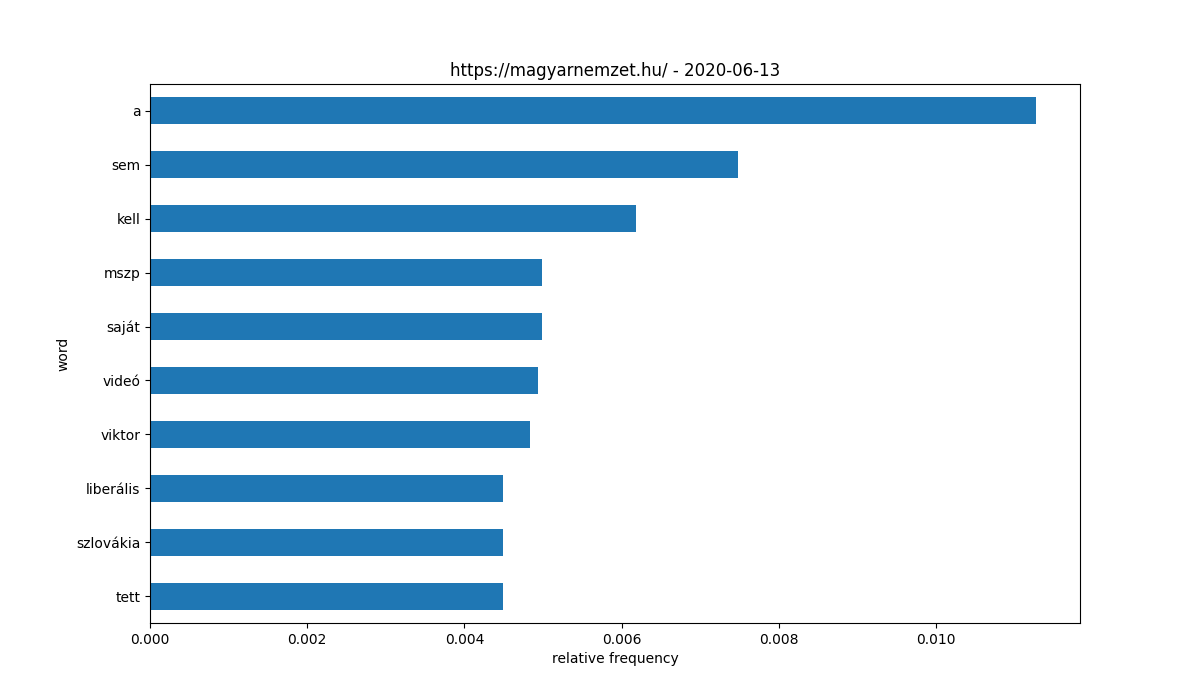 https://magyarnemzet.hu/ - 2020-06-13
word
a
sem
kell
mszp
saját
videó
viktor
liberális
szlovákia
tett
0.000 0.002 0.004 0.006 0.008 0.010
relative frequency